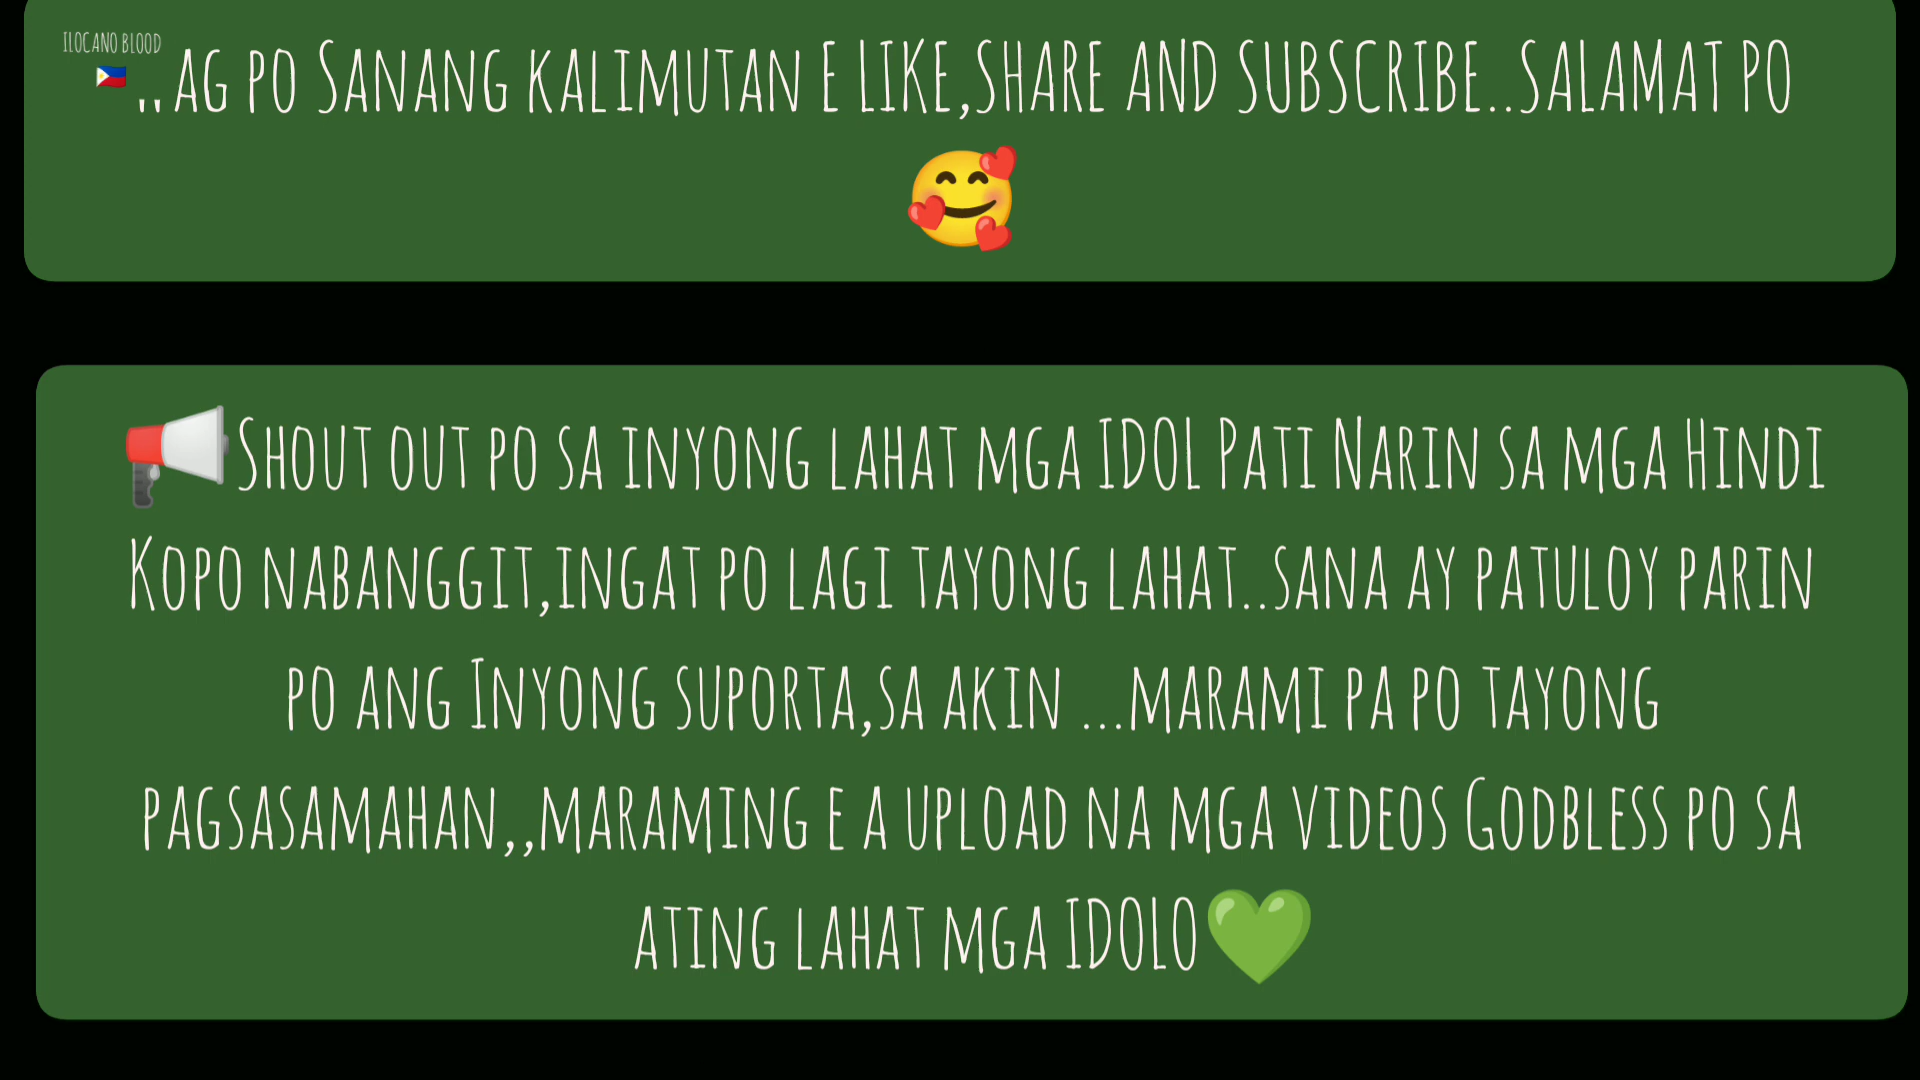 ILOCANO BLOOD
..AG PO SANANG KALIMUTAN E LIKE,SHARE AND SUBSCRIBE..SALAMAT PO
SHOUT OUT PO SA INYONG LAHAT MGA IDOL PATI NARIN SA MGA HINDI
KOPO NABANGGIT,INGAT PO LAGI TAYONG LAHAT..SANA AY PATULOY PARIN
PO ANG INYONG SUPORTA,SA AKIN ...MARAMI PA PO TAYONG
PAGSASAMAHAN,,MARAMING E A UPLOAD NA MGA VIDEOS GODBLESS PO SA
ATING LAHAT MGA IDOLO